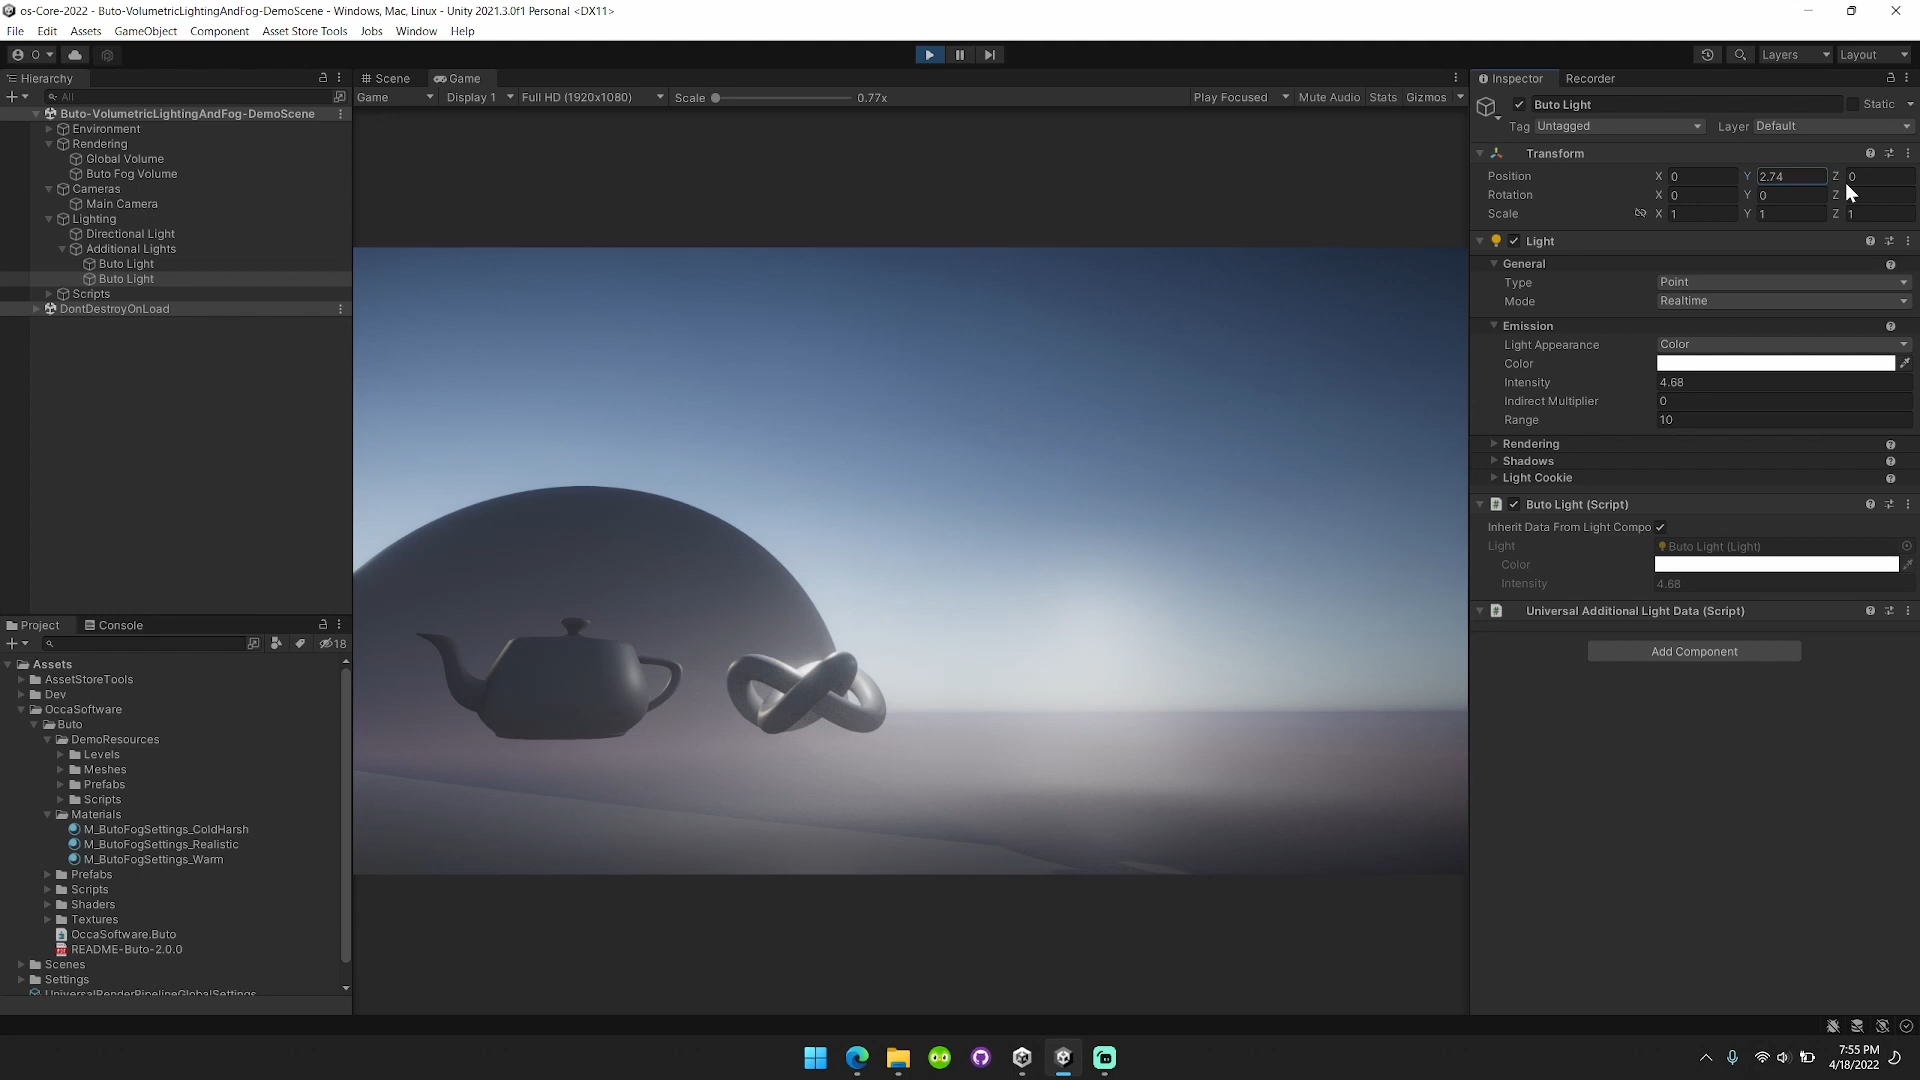 os-Core-2022 - Buto-VolumetricLightingAndFog-DemoScene - Windows, Mac, Linux - Unity 2021.3.0f1 Personal <DX11>
File Edit Assets GameObject Component Asset Store Tools Jobs Window Help
O Layers Layout
Hierarchy Scene Game Inspector Recorder
All Game Display 1 Full HD (1920x1080) Scale 0.77x Play Focused Mute Audio Stats Gizmos
Buto Light Static
Tag Untagged Layer Default
Buto-VolumetricLightingAndFog-DemoScene
Environment
Rendering
Global Volume
Buto Fog Volume
Cameras
Main Camera
Lighting
Directional Light
Additional Lights
Buto Light
Buto Light
Scripts
DontDestroyOnLoad
Transform
Position X 0 Y 2.74 Z 0
Rotation X 0 Y 0 Z
Scale X 1 Y 1 Z 1
Light
General
Type Point
Mode Realtime
Emission
Light Appearance Color
Color
Intensity 4.68
Indirect Multiplier 0
Range 10
Rendering
Shadows
Light Cookie
Buto Light (Script)
Inherit Data From Light Compo
Light Buto Light (Light)
Color
Intensity 4.68
Universal Additional Light Data (Script)
Add Component
Project Console
18
Assets
AssetStoreTools
Dev
OccaSoftware
Buto
DemoResources
Levels
Meshes
Prefabs
Scripts
Materials
M_ButoFogSettings_ColdHarsh
M_ButoFogSettings_Realistic
M_ButoFogSettings_Warm
Prefabs
Scripts
Shaders
Textures
OccaSoftware.Buto
README-Buto-2.0.0
Scenes
Settings
UniversalRenderPipelineGlobalSettings
7:55 PM
4/18/2022